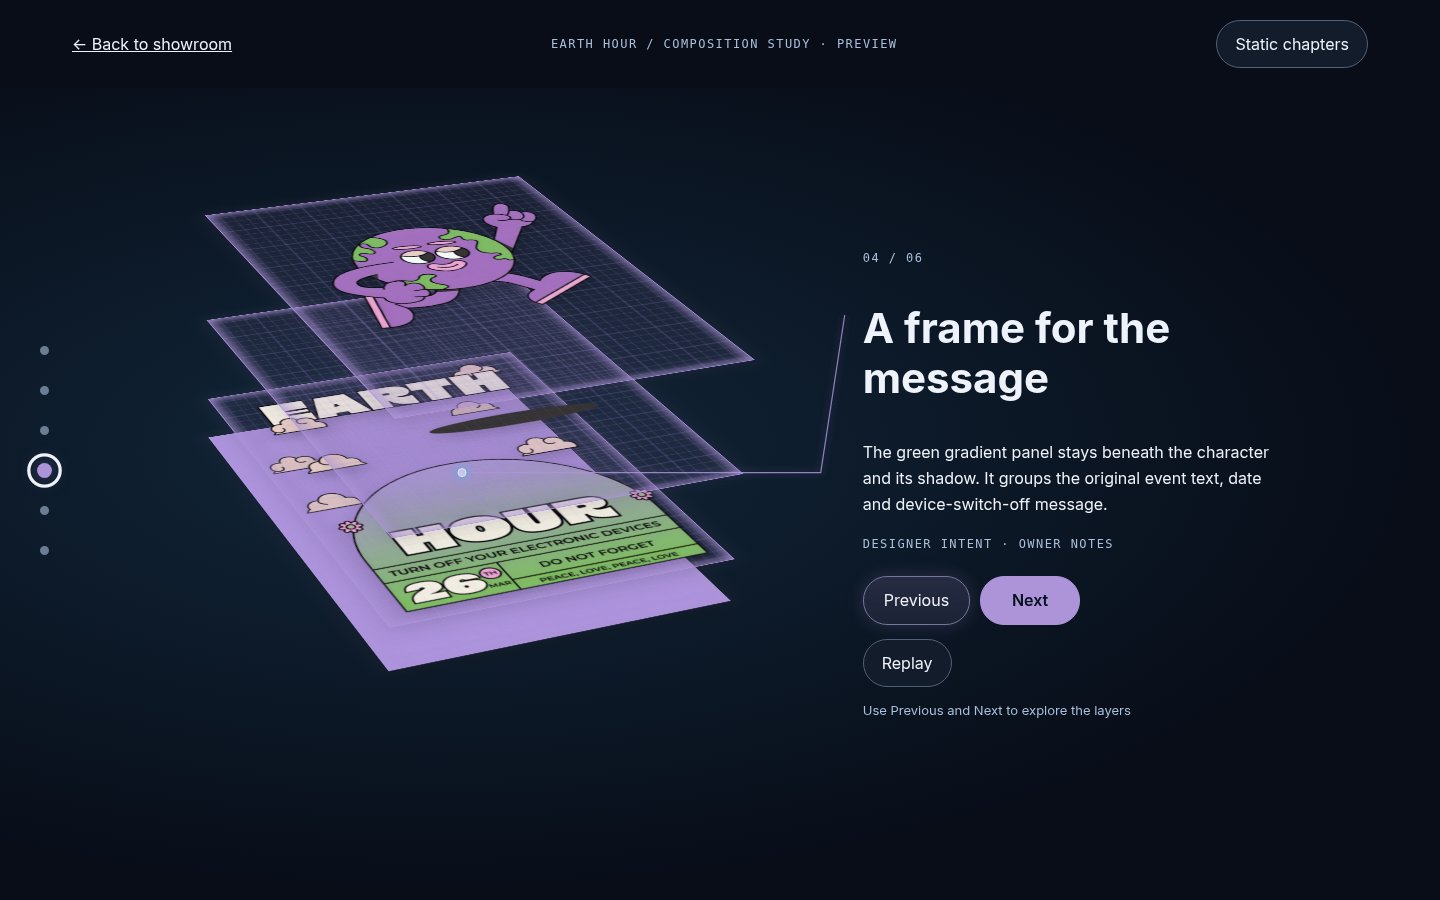 ← Back to showroom
EARTH HOUR / COMPOSITION STUDY · PREVIEW
Static chapters
EARTH
HOUR
TURN OFF YOUR ELECTRONIC DEVICES
26TH MAR
DO NOT FORGET
PEACE, LOVE, PEACE, LOVE
04 / 06
A frame for the
message
The green gradient panel stays beneath the character
and its shadow. It groups the original event text, date
and device-switch-off message.
DESIGNER INTENT · OWNER NOTES
Previous
Next
Replay
Use Previous and Next to explore the layers